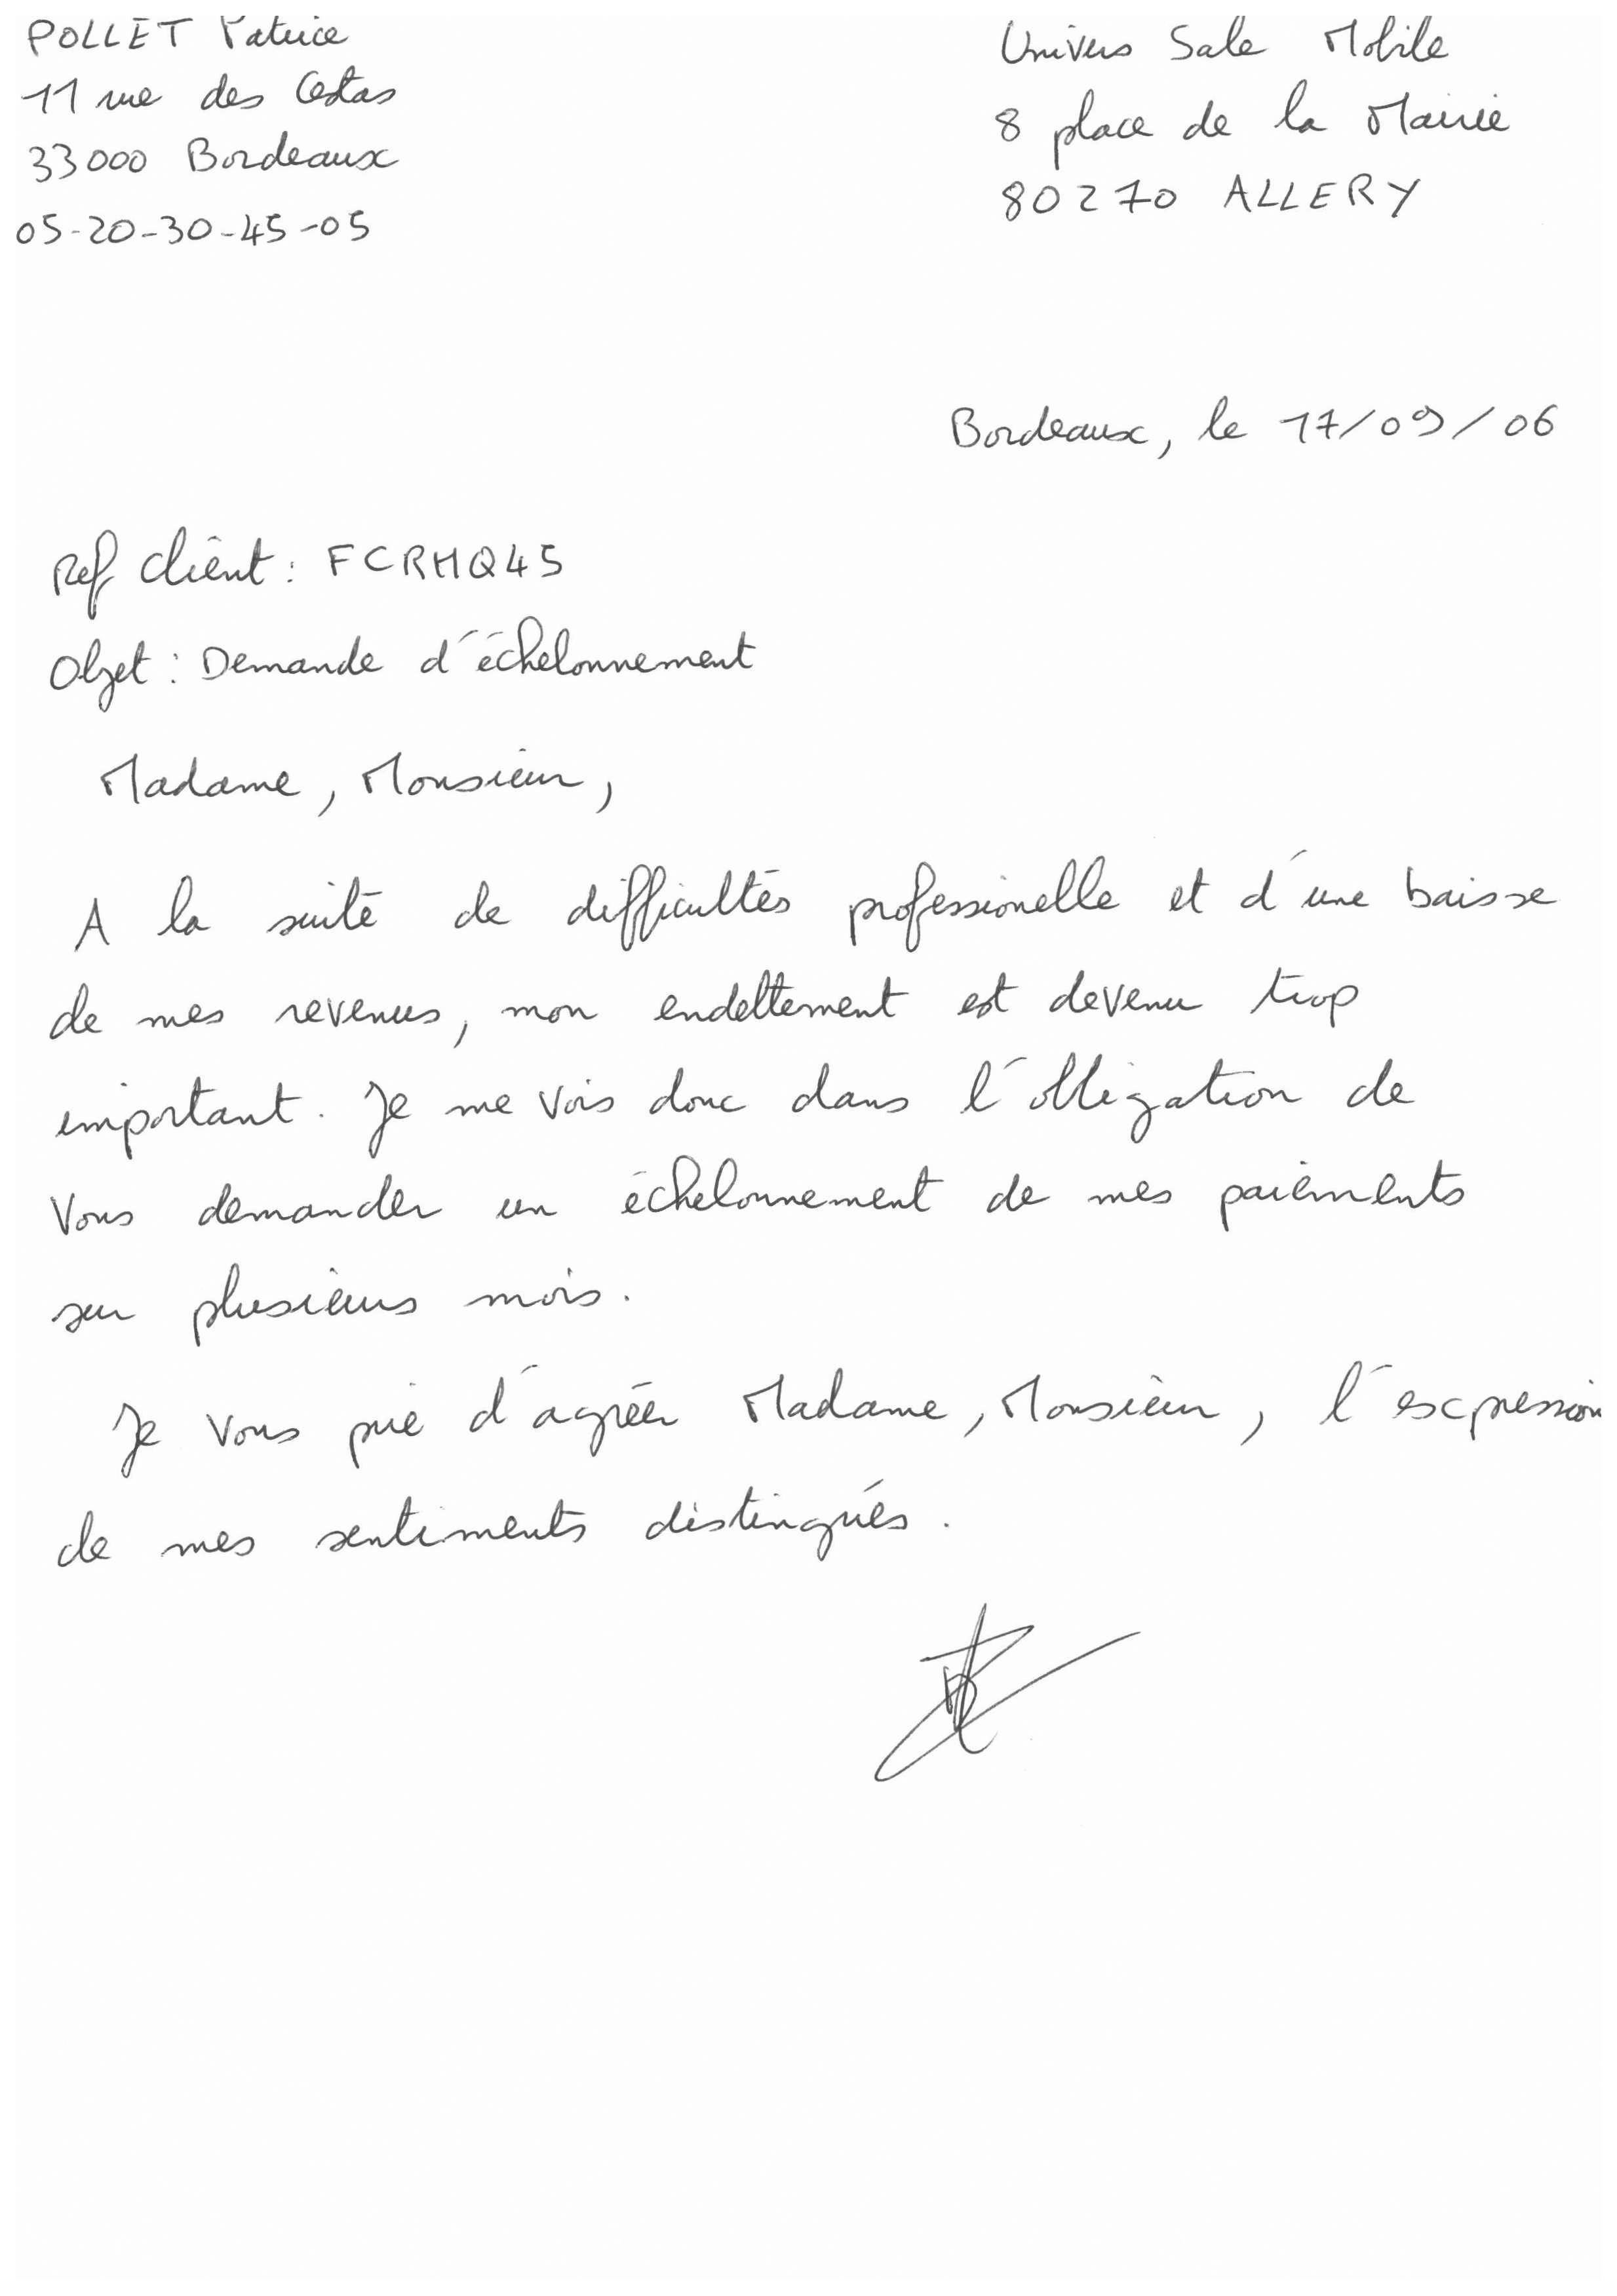 POLLET Patrice
11 rue des Cestas
33000 Bordeaux
05-20-30-45-05
Univers Sale Mobile
8 place de la Mairie
80270 ALLERY
Bordeaux, le 17/09/06
Ref client : FCRMQ45
Objet : Demande d'échelonnement
Madame, Monsieur,
A la suite de difficultés professionelle et d'une baisse
de mes revenus, mon endettement est devenu trop
important. Je me vois donc dans l'obligation de
vous demander un échelonnement de mes paiements
sur plusieurs mois.
Je vous prie d'agréer Madame, Monsieur, l'expression
de mes sentiments distingués.